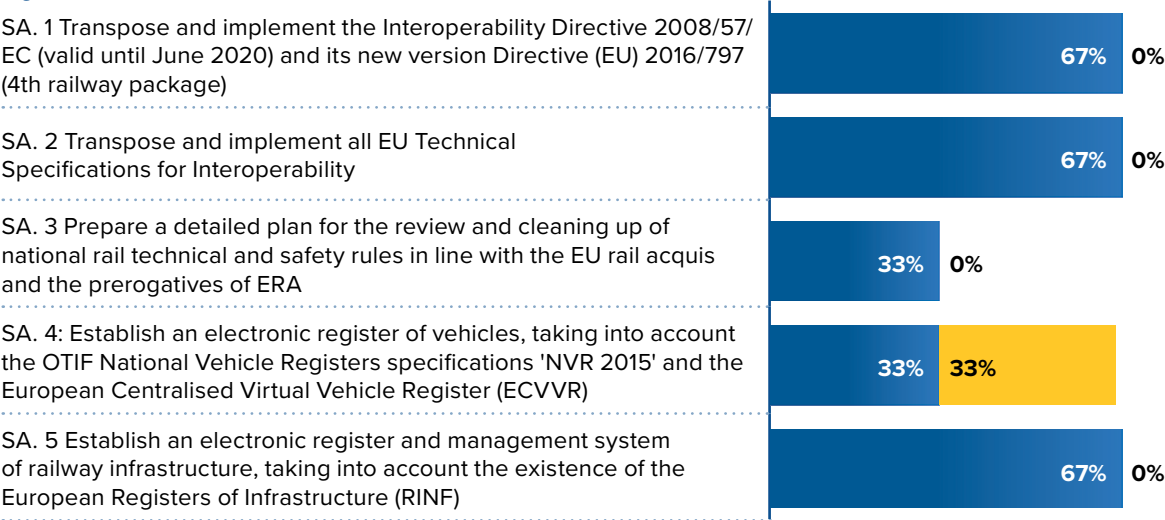 SA. 1 Transpose and implement the Interoperability Directive 2008/57/
EC (valid until June 2020) and its new version Directive (EU) 2016/797
(4th railway package)
67% 0%
SA. 2 Transpose and implement all EU Technical
Specifications for Interoperability
67% 0%
SA. 3 Prepare a detailed plan for the review and cleaning up of
national rail technical and safety rules in line with the EU rail acquis
and the prerogatives of ERA
33% 0%
SA. 4: Establish an electronic register of vehicles, taking into account
the OTIF National Vehicle Registers specifications 'NVR 2015' and the
European Centralised Virtual Vehicle Register (ECVVR)
33% 33%
SA. 5 Establish an electronic register and management system
of railway infrastructure, taking into account the existence of the
European Registers of Infrastructure (RINF)
67% 0%